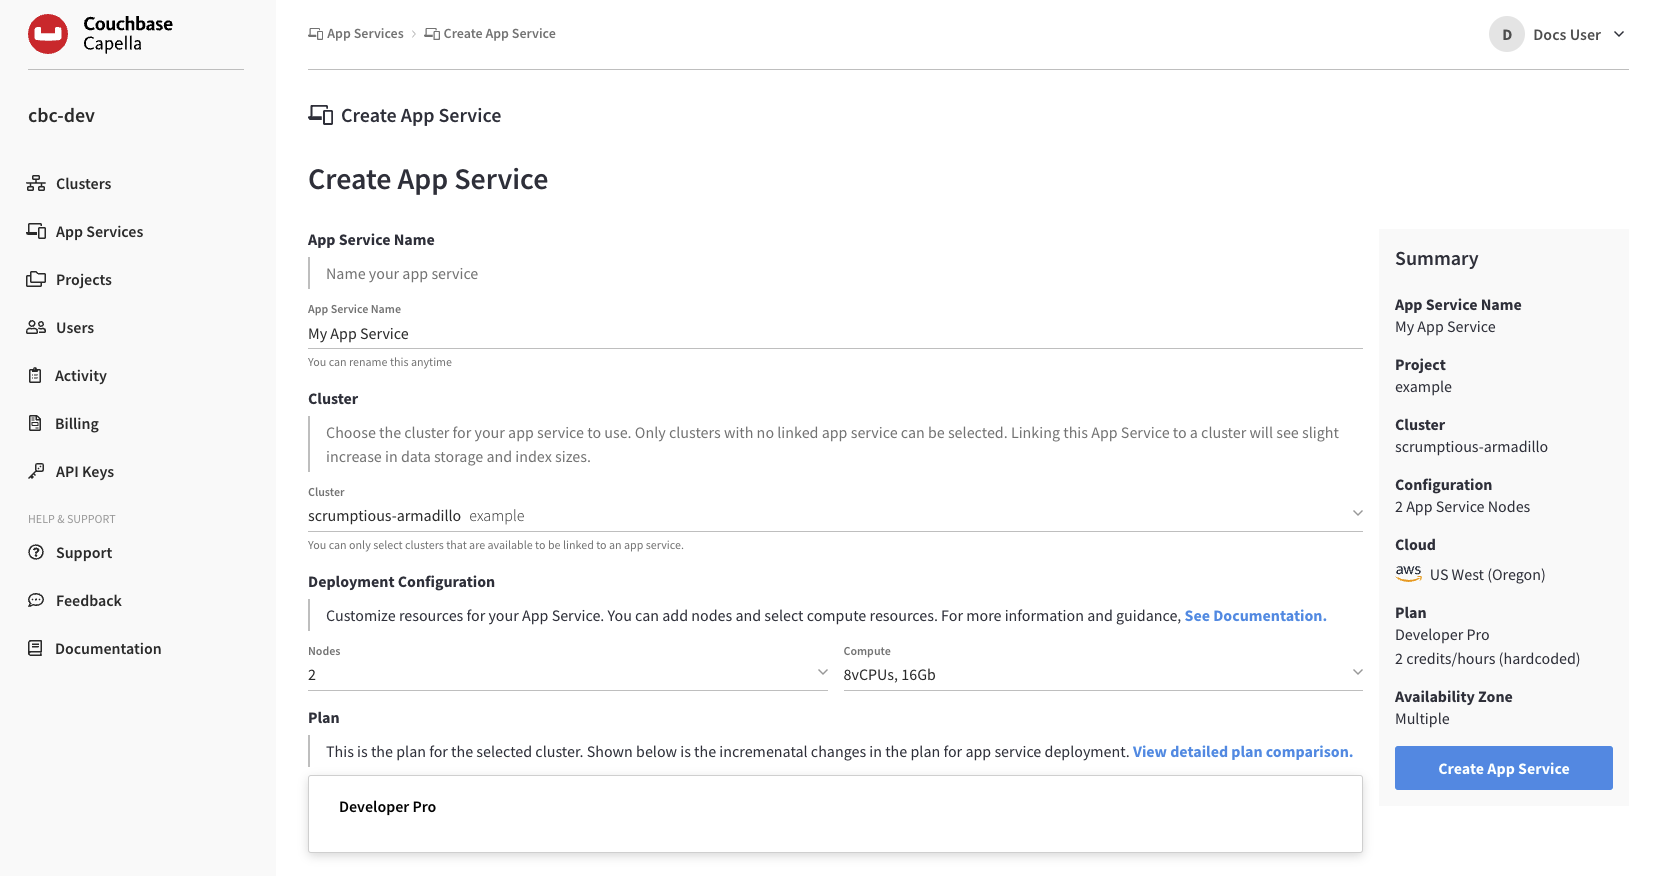 Couchbase
Capella
cbc-dev
Clusters
App Services
Projects
Users
Activity
Billing
API Keys
HELP & SUPPORT
Support
Feedback
Documentation
App Services › Create App Service
D Docs User
Create App Service
Create App Service
App Service Name
Name your app service
App Service Name
My App Service
You can rename this anytime
Cluster
Choose the cluster for your app service to use. Only clusters with no linked app service can be selected. Linking this App Service to a cluster will see slight
increase in data storage and index sizes.
Cluster
scrumptious-armadillo example
You can only select clusters that are available to be linked to an app service.
Deployment Configuration
Customize resources for your App Service. You can add nodes and select compute resources. For more information and guidance, See Documentation.
Nodes
2
Compute
8vCPUs, 16Gb
Plan
This is the plan for the selected cluster. Shown below is the incremenatal changes in the plan for app service deployment. View detailed plan comparison.
Developer Pro
Summary
App Service Name
My App Service
Project
example
Cluster
scrumptious-armadillo
Configuration
2 App Service Nodes
Cloud
aws US West (Oregon)
Plan
Developer Pro
2 credits/hours (hardcoded)
Availability Zone
Multiple
Create App Service